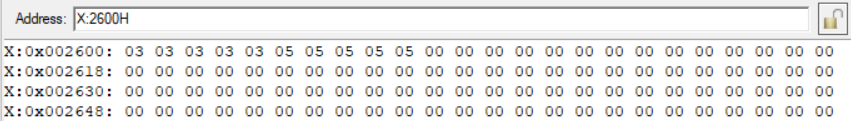 Address: X:2600H
X:0x002600: 03 03 03 03 03 05 05 05 05 05 00 00 00 00 00 00 00 00 00 00 00 00 00 00
X:0x002618: 00 00 00 00 00 00 00 00 00 00 00 00 00 00 00 00 00 00 00 00 00 00 00 00
X:0x002630: 00 00 00 00 00 00 00 00 00 00 00 00 00 00 00 00 00 00 00 00 00 00 00 00
X:0x002648: 00 00 00 00 00 00 00 00 00 00 00 00 00 00 00 00 00 00 00 00 00 00 00 00